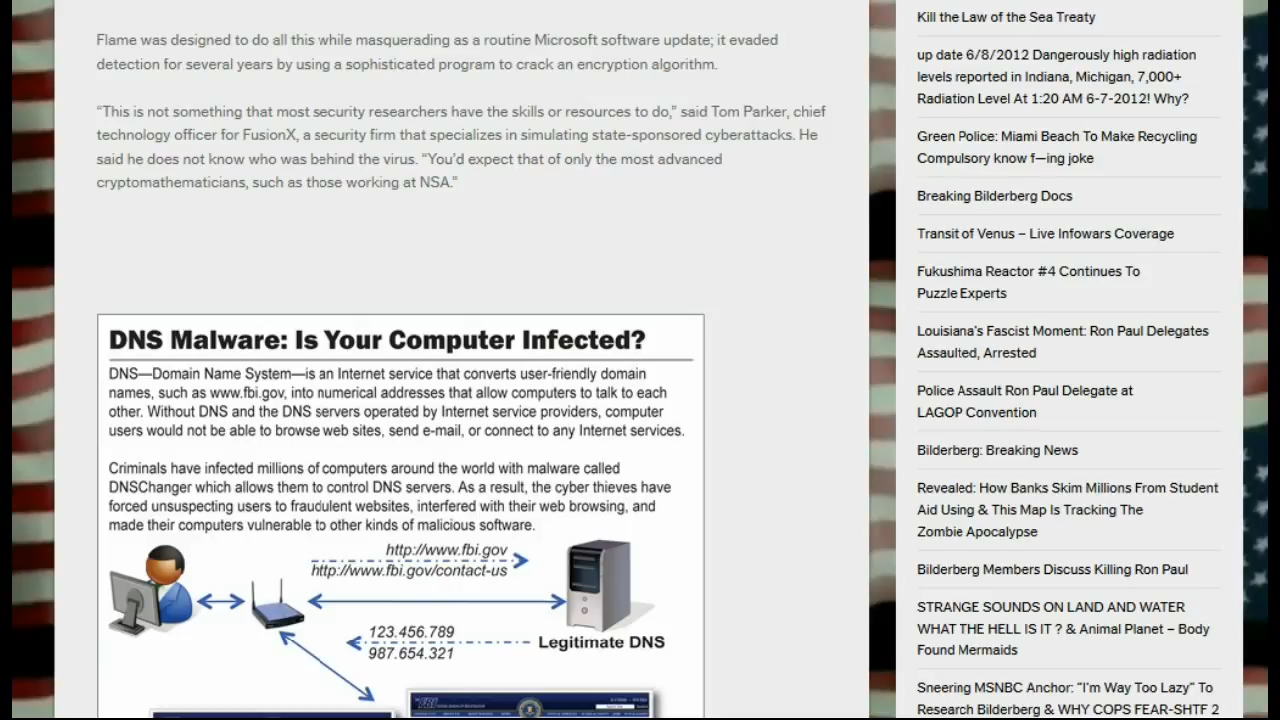 Flame was designed to do all this while masquerading as a routine Microsoft software update; it evaded
detection for several years by using a sophisticated program to crack an encryption algorithm.
“This is not something that most security researchers have the skills or resources to do,” said Tom Parker, chief
technology officer for FusionX, a security firm that specializes in simulating state-sponsored cyberattacks. He
said he does not know who was behind the virus. “You’d expect that of only the most advanced
cryptomathematicians, such as those working at NSA.”
DNS Malware: Is Your Computer Infected?
DNS—Domain Name System—is an Internet service that converts user-friendly domain
names, such as www.fbi.gov, into numerical addresses that allow computers to talk to each
other. Without DNS and the DNS servers operated by Internet service providers, computer
users would not be able to browse web sites, send e-mail, or connect to any Internet services.
Criminals have infected millions of computers around the world with malware called
DNSChanger which allows them to control DNS servers. As a result, the cyber thieves have
forced unsuspecting users to fraudulent websites, interfered with their web browsing, and
made their computers vulnerable to other kinds of malicious software.
http://www.fbi.gov
http://www.fbi.gov/contact-us
123.456.789
987.654.321
Legitimate DNS
FBI
Kill the Law of the Sea Treaty
up date 6/8/2012 Dangerously high radiation
levels reported in Indiana, Michigan, 7,000+
Radiation Level At 1:20 AM 6-7-2012! Why?
Green Police: Miami Beach To Make Recycling
Compulsory know f—ing joke
Breaking Bilderberg Docs
Transit of Venus – Live Infowars Coverage
Fukushima Reactor #4 Continues To
Puzzle Experts
Louisiana’s Fascist Moment: Ron Paul Delegates
Assaulted, Arrested
Police Assault Ron Paul Delegate at
LAGOP Convention
Bilderberg: Breaking News
Revealed: How Banks Skim Millions From Student
Aid Using & This Map Is Tracking The
Zombie Apocalypse
Bilderberg Members Discuss Killing Ron Paul
STRANGE SOUNDS ON LAND AND WATER
WHAT THE HELL IS IT ? & Animal Planet – Body
Found Mermaids
Sneering MSNBC Anchor: “I’m Way Too Lazy” To
Research Bilderberg & WHY COPS FEAR SHTF 2